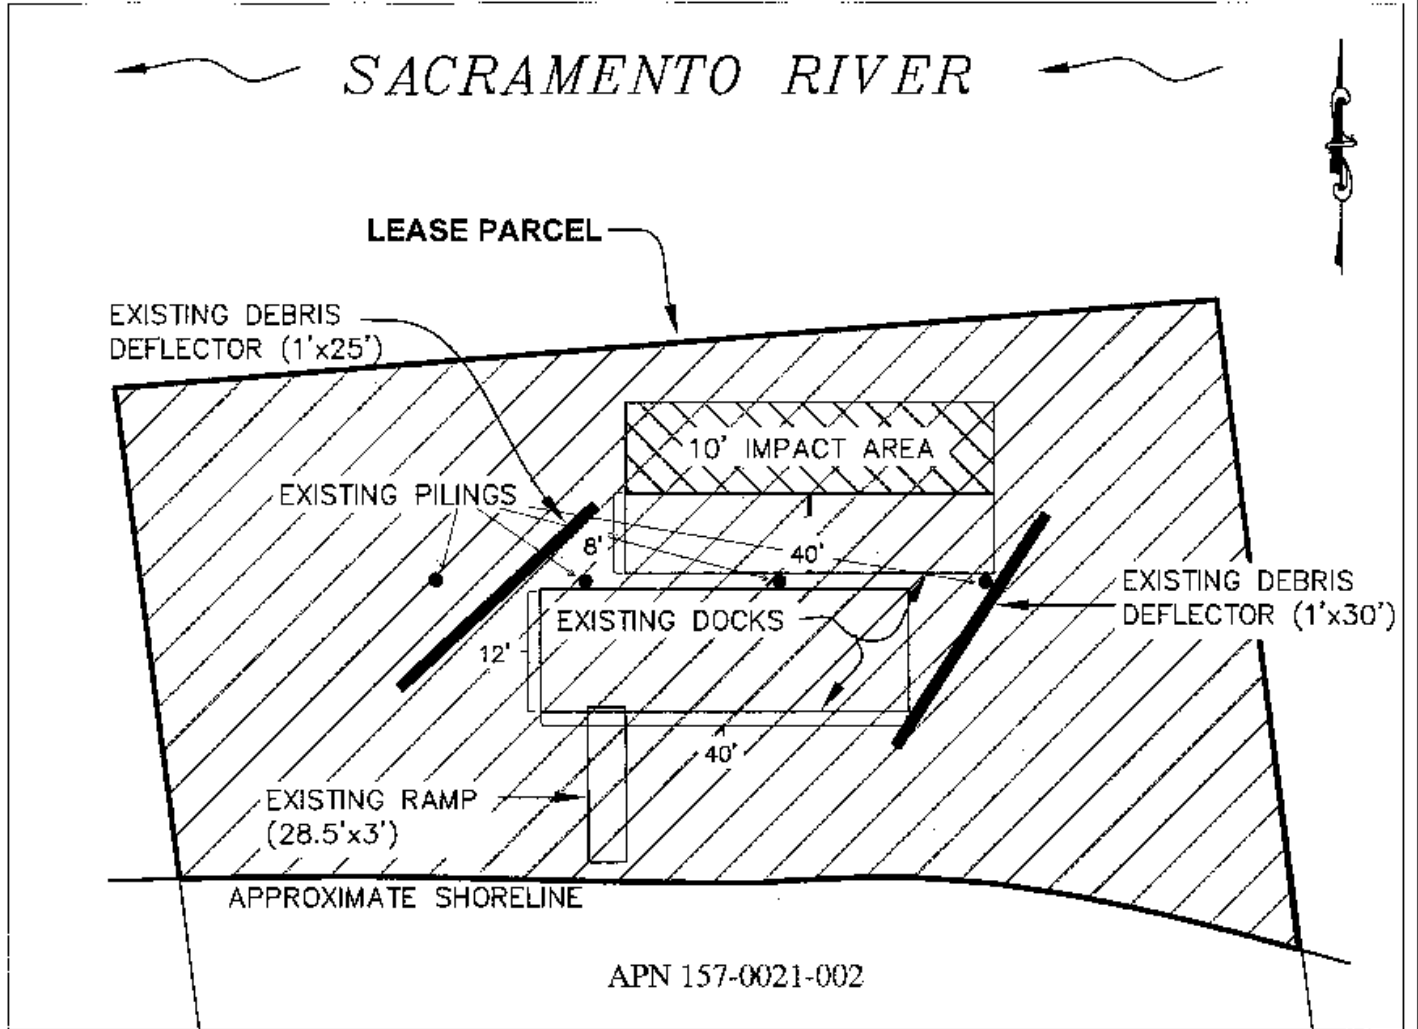 SACRAMENTO RIVER
LEASE PARCEL
EXISTING DEBRIS
DEFLECTOR (1'x25')
10' IMPACT AREA
EXISTING PILINGS
8'
40'
EXISTING DEBRIS
DEFLECTOR (1'x30')
EXISTING DOCKS
12'
40'
EXISTING RAMP
(28.5'x3')
APPROXIMATE SHORELINE
APN 157-0021-002